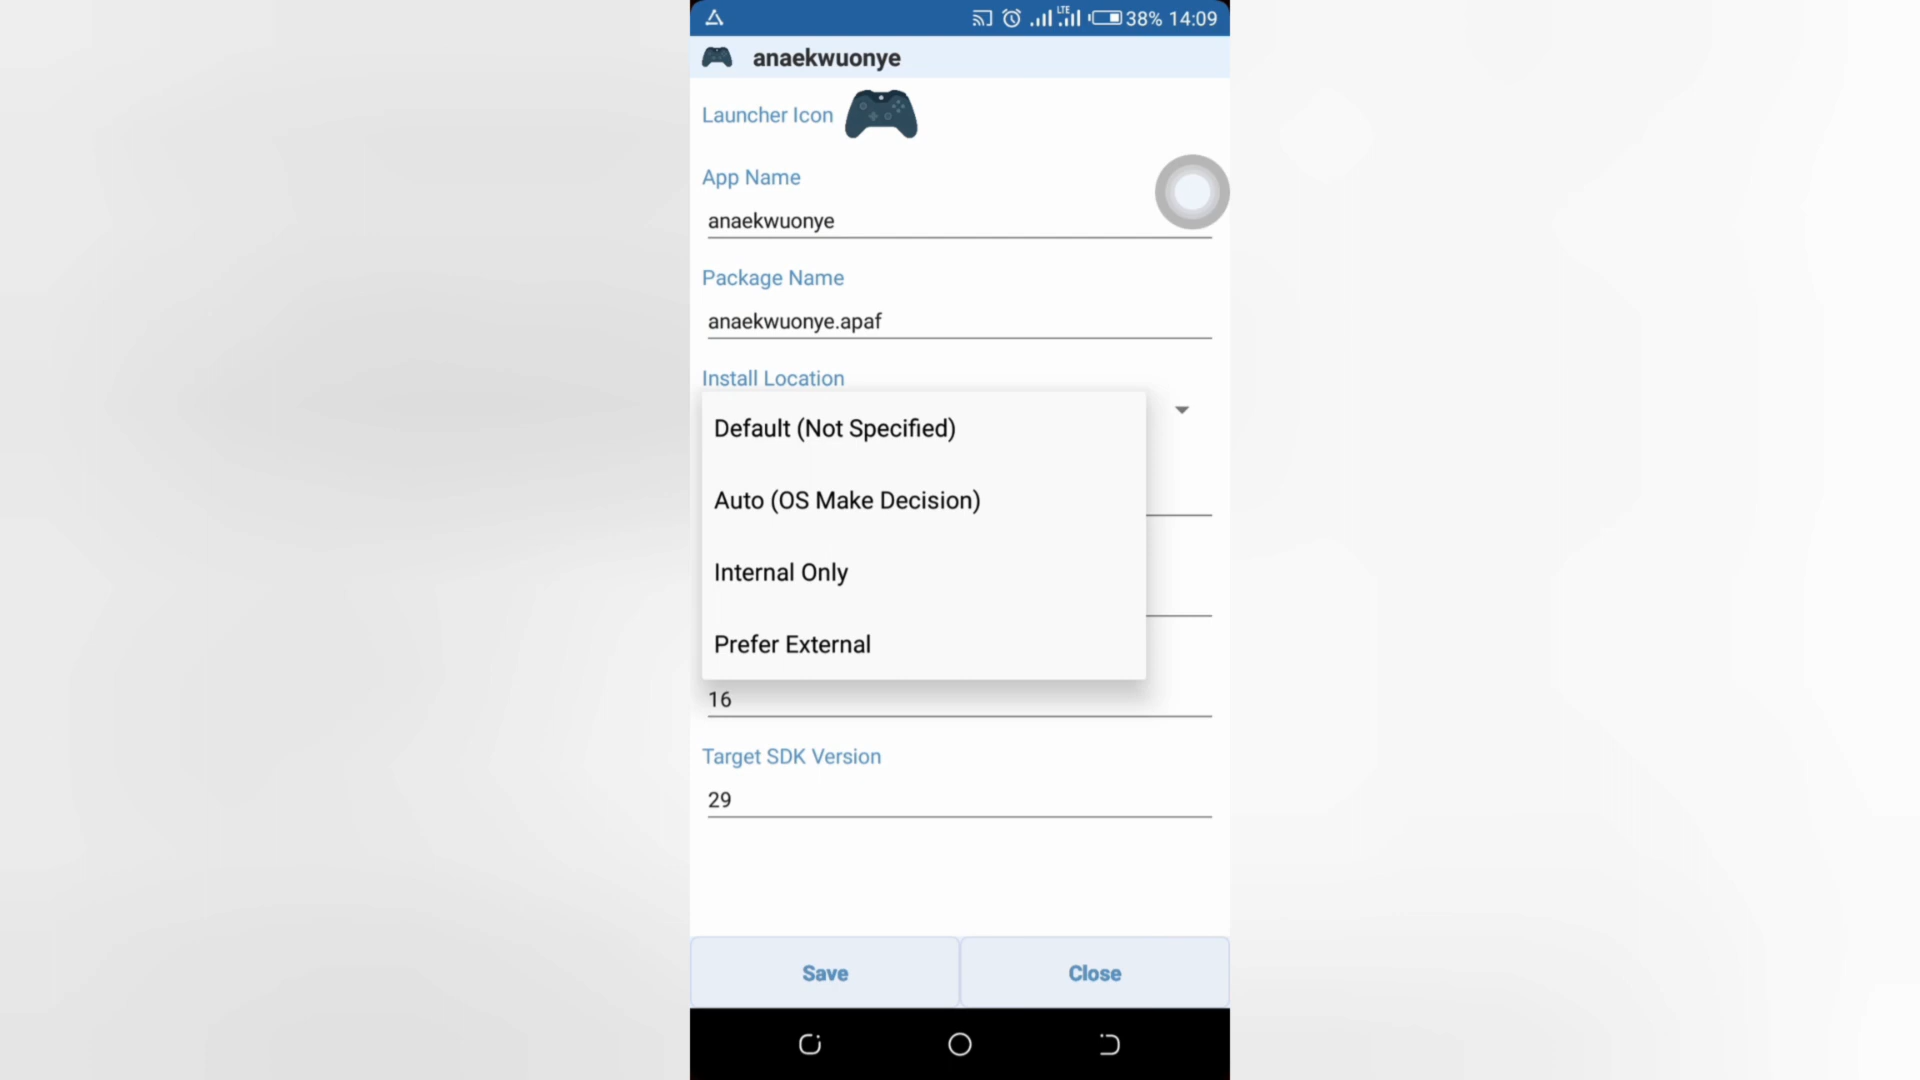 LTE 38% 14:09
anaekwuonye
Launcher Icon
App Name
anaekwuonye
Package Name
anaekwuonye.apaf
Install Location
Default (Not Specified)
Auto (OS Make Decision)
Internal Only
Prefer External
16
Target SDK Version
29
Save Close